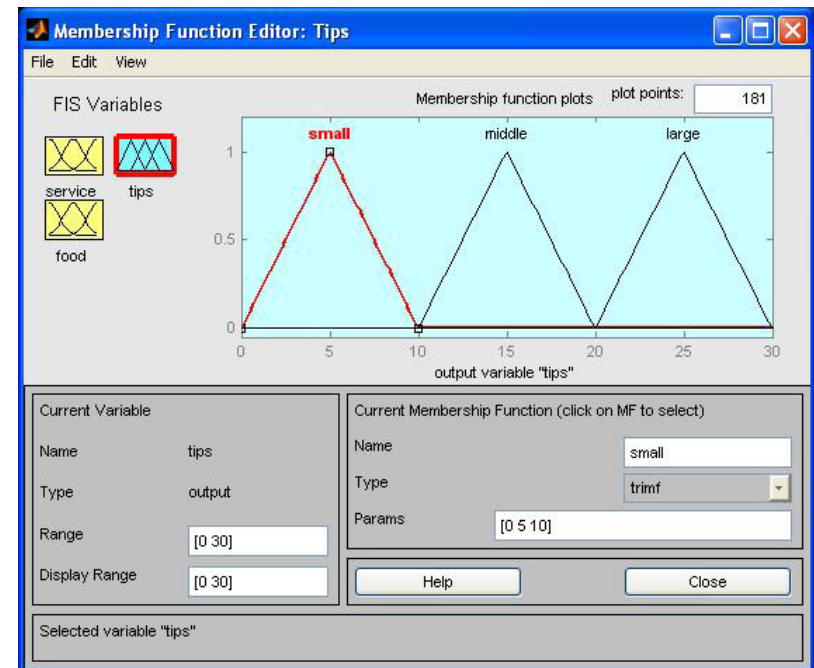 Membership Function Editor: Tips
File Edit View
FIS Variables
service tips
food
Membership function plots plot points: 181
small middle large
1
0.5
0
0 5 10 15 20 25 30
output variable "tips"
Current Variable
Name tips
Type output
Range [0 30]
Display Range [0 30]
Current Membership Function (click on MF to select)
Name small
Type trimf
Params [0 5 10]
Help Close
Selected variable "tips"